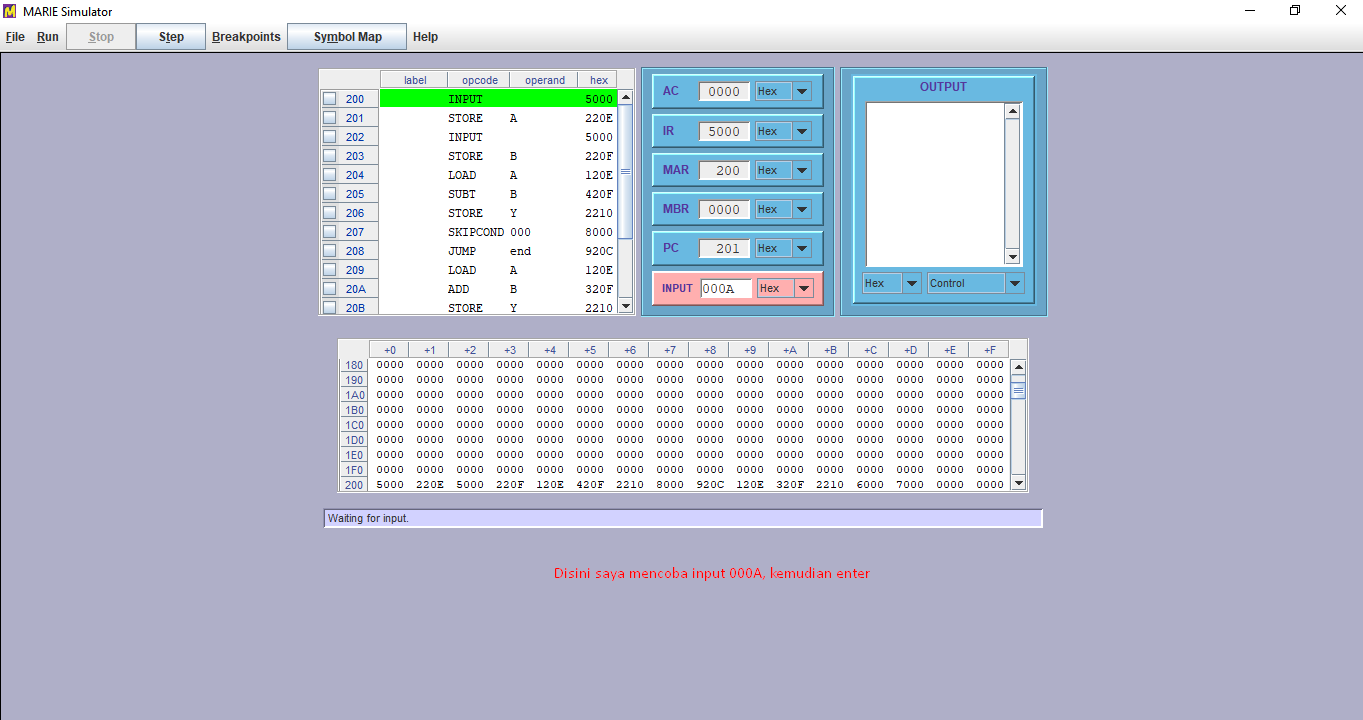 MARIE Simulator
File Run Stop Step Breakpoints Symbol Map Help
label opcode operand hex
200 INPUT 5000
201 STORE A 220E
202 INPUT 5000
203 STORE B 220F
204 LOAD A 120E
205 SUBT B 420F
206 STORE Y 2210
207 SKIPCOND 000 8000
208 JUMP end 920C
209 LOAD A 120E
20A ADD B 320F
20B STORE Y 2210
AC 0000 Hex
IR 5000 Hex
MAR 200 Hex
MBR 0000 Hex
PC 201 Hex
INPUT 000A Hex
OUTPUT
Hex Control
+0 +1 +2 +3 +4 +5 +6 +7 +8 +9 +A +B +C +D +E +F
180 0000 0000 0000 0000 0000 0000 0000 0000 0000 0000 0000 0000 0000 0000 0000 0000
190 0000 0000 0000 0000 0000 0000 0000 0000 0000 0000 0000 0000 0000 0000 0000 0000
1A0 0000 0000 0000 0000 0000 0000 0000 0000 0000 0000 0000 0000 0000 0000 0000 0000
1B0 0000 0000 0000 0000 0000 0000 0000 0000 0000 0000 0000 0000 0000 0000 0000 0000
1C0 0000 0000 0000 0000 0000 0000 0000 0000 0000 0000 0000 0000 0000 0000 0000 0000
1D0 0000 0000 0000 0000 0000 0000 0000 0000 0000 0000 0000 0000 0000 0000 0000 0000
1E0 0000 0000 0000 0000 0000 0000 0000 0000 0000 0000 0000 0000 0000 0000 0000 0000
1F0 0000 0000 0000 0000 0000 0000 0000 0000 0000 0000 0000 0000 0000 0000 0000 0000
200 5000 220E 5000 220F 120E 420F 2210 8000 920C 120E 320F 2210 6000 7000 0000 0000
Waiting for input.
Disini saya mencoba input 000A, kemudian enter